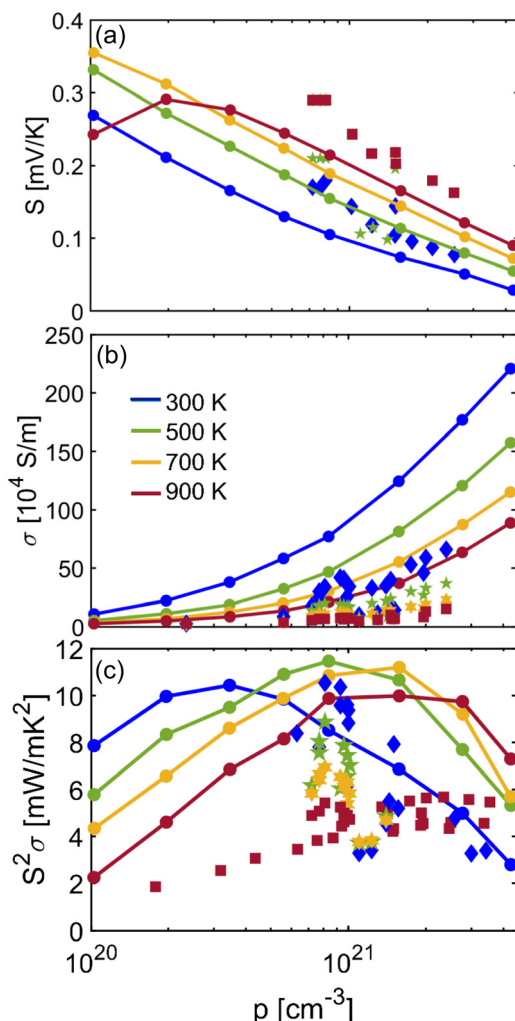 (a)
0.4
0.3
0.2
0.1
0
S [mV/K]
(b)
250
200
150
100
50
0
σ [10⁴ S/m]
300 K
500 K
700 K
900 K
(c)
12
10
8
6
4
2
0
S²σ [mW/mK²]
10²⁰
10²¹
p [cm⁻³]